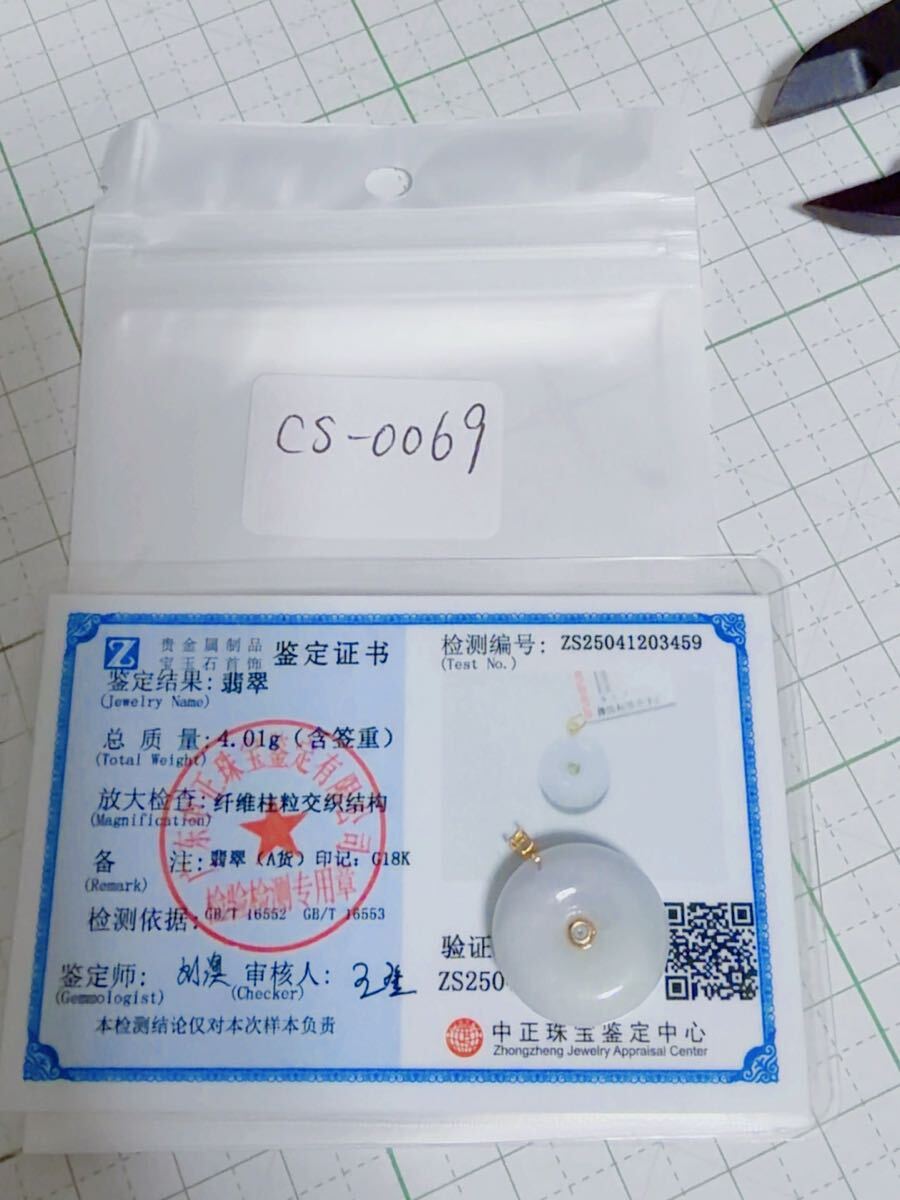 CS-0069
贵金属制品
宝玉石首饰
鉴定证书
鉴定结果: 翡翠
(Jewelry Name)
总 质 量: 4.01g (含签重)
(Total Weight)
放大检查: 纤维柱粒交织结构
(Magnification)
备 注: 翡翠 (A货) 印记: G18K
(Remark)
检测依据: GB/T 16552 GB/T 16553
鉴定师: 审核人:
(Gemmologist) (Checker)
本检测结论仅对本次样本负责
检验检测专用章
检测编号: ZS25041203459
(Test No.)
验证
ZS250
中正珠宝鉴定中心
Zhongzheng Jewelry Appraisal Center